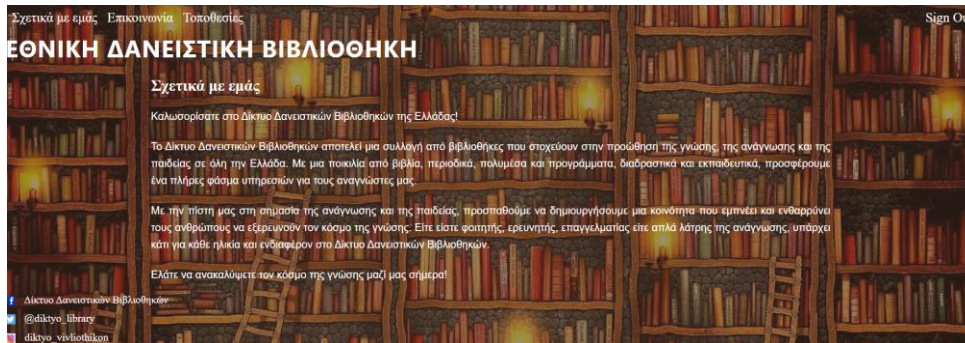 Σχετικά με εμάς Επικοινωνία Τοποθεσίες
Sign Ou
ΕΘΝΙΚΗ ΔΑΝΕΙΣΤΙΚΗ ΒΙΒΛΙΟΘΗΚΗ
Σχετικά με εμάς
Καλωσορίσατε στο Δίκτυο Δανειστικών Βιβλιοθηκών της Ελλάδας!
Το Δίκτυο Δανειστικών Βιβλιοθηκών αποτελεί μια συλλογή από βιβλιοθήκες που στοχεύουν στην προώθηση της γνώσης, της ανάγνωσης και της
παιδείας σε όλη την Ελλάδα. Με μια ποικιλία από βιβλία, περιοδικά, πολυμέσα και προγράμματα, διαδραστικά και εκπαιδευτικά, προσφέρουμε
ένα πλήρες φάσμα υπηρεσιών για τους αναγνώστες μας.
Με την πίστη μας στη σημασία της ανάγνωσης και της παιδείας, προσπαθούμε να δημιουργήσουμε μια κοινότητα που εμπνέει και ενθαρρύνει
τους ανθρώπους να εξερευνούν τον κόσμο της γνώσης. Είτε είστε φοιτητής, ερευνητής, επαγγελματίας είτε απλά λάτρης της ανάγνωσης, υπάρχει
κάτι για κάθε ηλικία και ενδιαφέρον στο Δίκτυο Δανειστικών Βιβλιοθηκών.
Ελάτε να ανακαλύψετε τον κόσμο της γνώσης μαζί μας σήμερα!
Δίκτυο Δανειστικών Βιβλιοθηκών
@diktyo_library
diktyo_vivliothikon